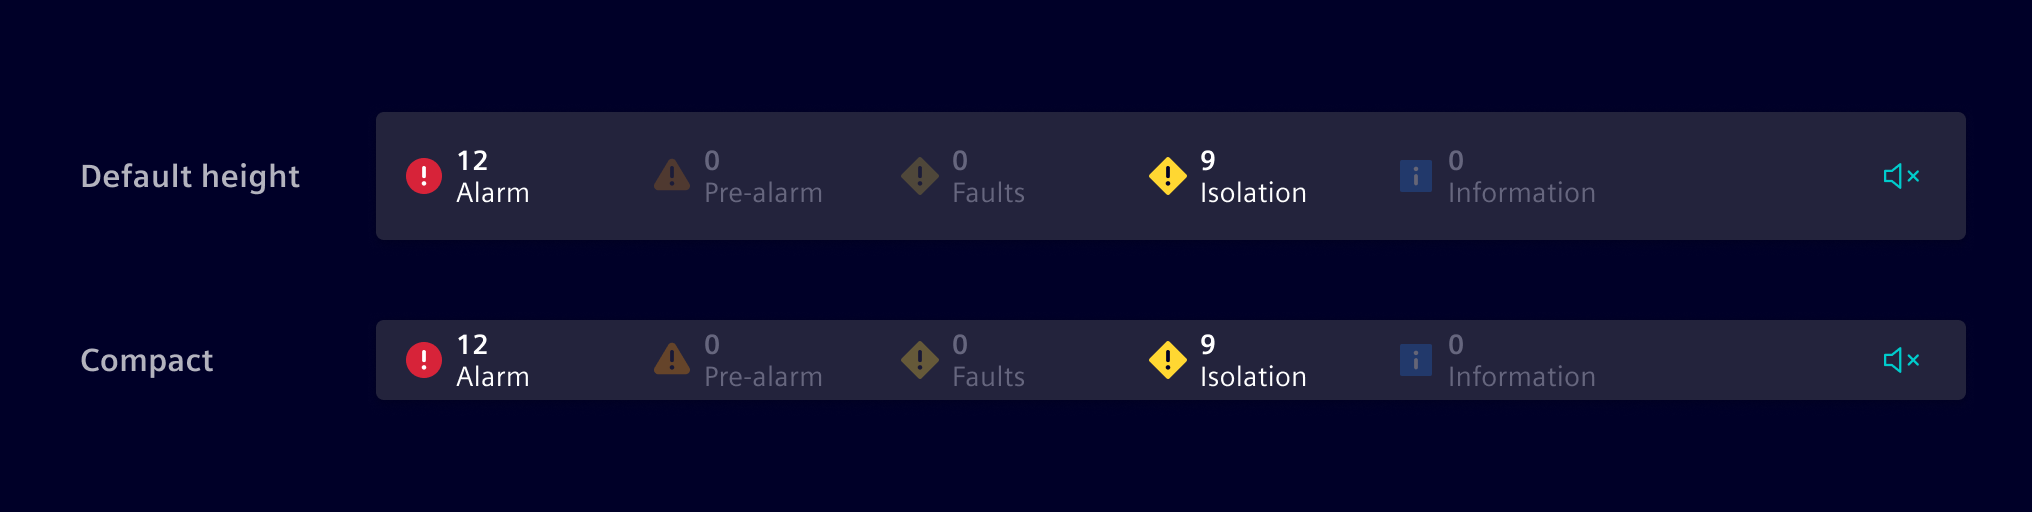 Default height
12
Alarm
0
Pre-alarm
0
Faults
9
Isolation
0
Information
Compact
12
Alarm
0
Pre-alarm
0
Faults
9
Isolation
0
Information